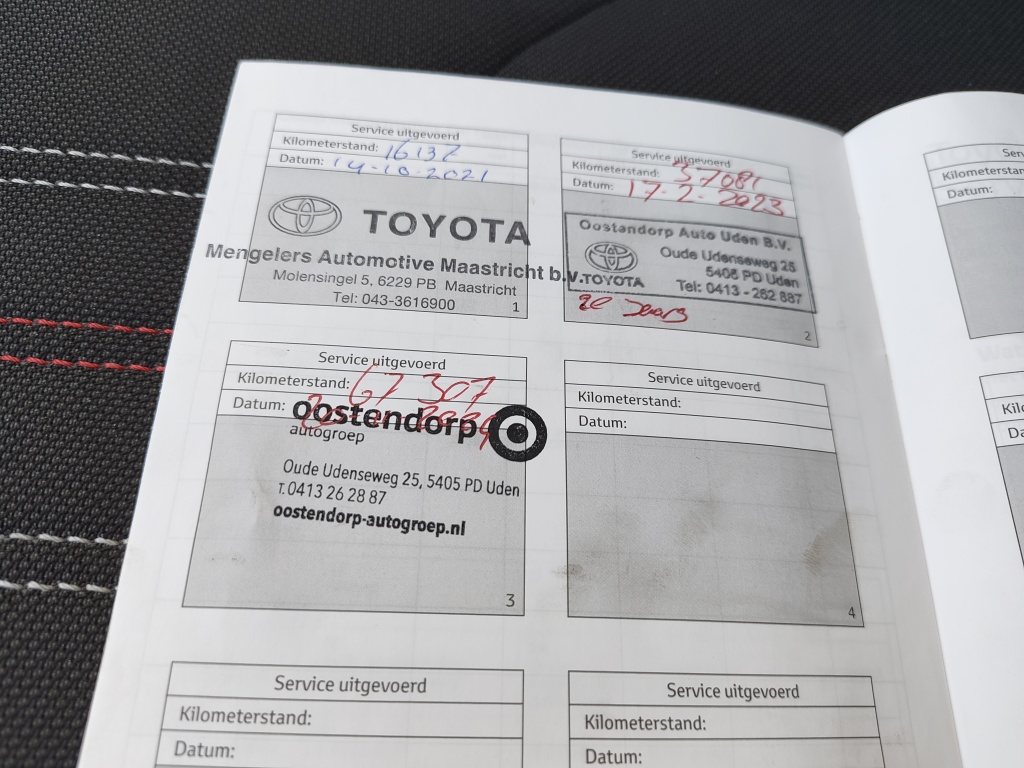 Service uitgevoerd
Kilometerstand: 16137
Datum: 14-10-2021
TOYOTA
Mengelers Automotive Maastricht b.v.
Molensingel 5, 6229 PB Maastricht
Tel: 043-3616900
1
Service uitgevoerd
Kilometerstand: 37081
Datum: 17-2-2023
Oostendorp Auto Uden B.V.
Oude Udenseweg 25
5405 PD Uden
TOYOTA
Tel: 0413 - 262 887
2
Service uitgevoerd
Kilometerstand: 67307
Datum:
oostendorp
autogroep
Oude Udenseweg 25, 5405 PD Uden
T. 0413 26 28 87
oostendorp-autogroep.nl
3
Service uitgevoerd
Kilometerstand:
Datum:
4
Service uitgevoerd
Kilometerstand:
Datum:
Service uitgevoerd
Kilometerstand:
Datum:
Datum: